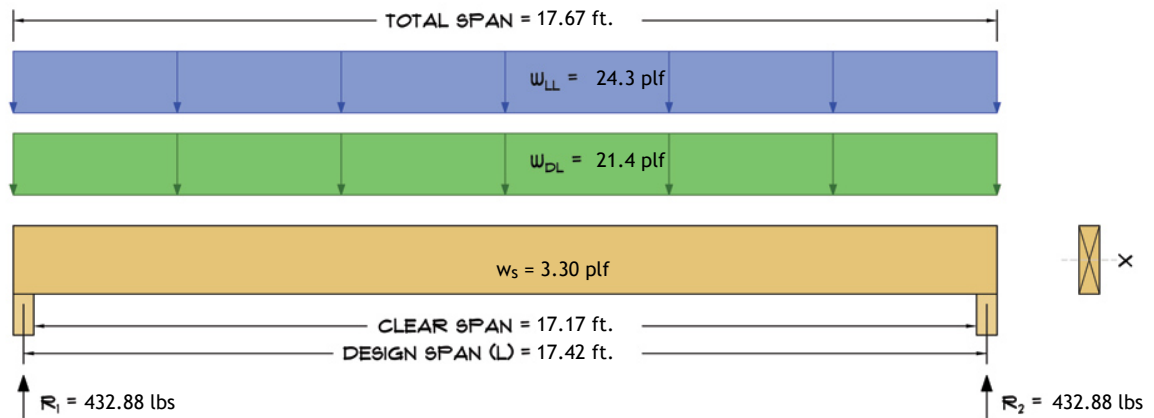 TOTAL SPAN = 17.67 ft.
WLL = 24.3 plf
WDL = 21.4 plf
ws = 3.30 plf
X
CLEAR SPAN = 17.17 ft.
DESIGN SPAN (L) = 17.42 ft.
R1 = 432.88 lbs
R2 = 432.88 lbs